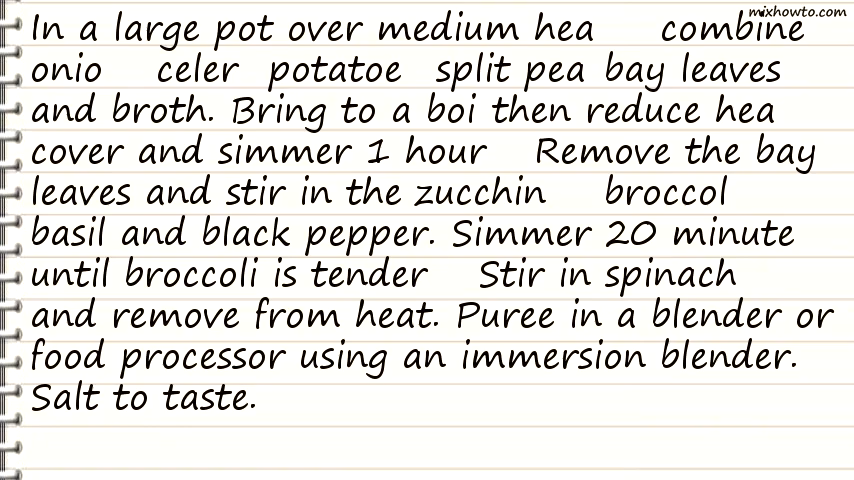 mixhowto.com
In a large pot over medium hea combine
onio celer potatoe split pea bay leaves
and broth. Bring to a boi then reduce hea
cover and simmer 1 hour Remove the bay
leaves and stir in the zucchin broccol
basil and black pepper. Simmer 20 minute
until broccoli is tender Stir in spinach
and remove from heat. Puree in a blender or
food processor using an immersion blender.
Salt to taste.